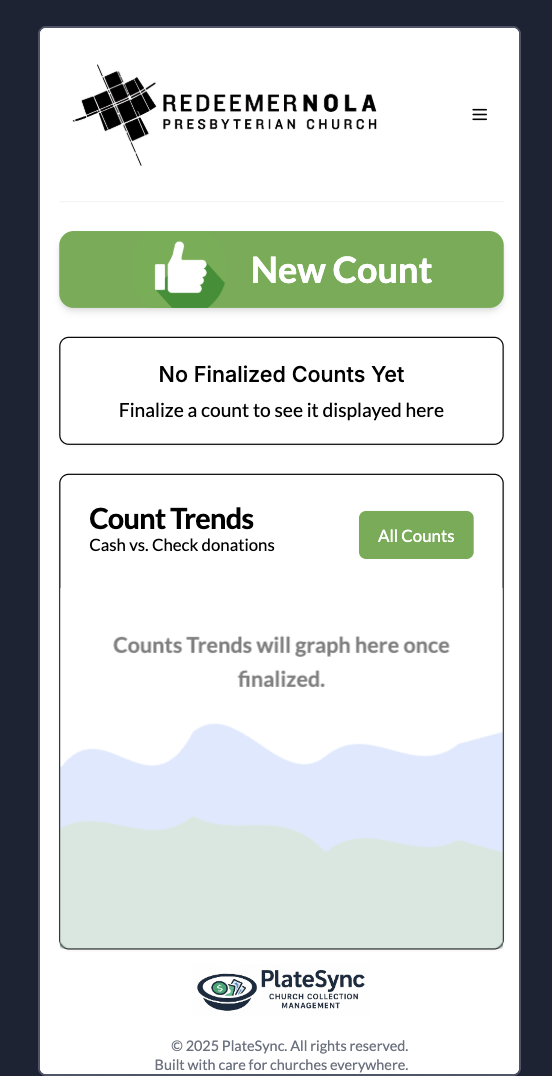 REDEEMERNOLA
PRESBYTERIAN CHURCH
New Count
No Finalized Counts Yet
Finalize a count to see it displayed here
Count Trends
Cash vs. Check donations
All Counts
Counts Trends will graph here once
finalized.
$
PlateSync
CHURCH COLLECTION
MANAGEMENT
© 2025 PlateSync. All rights reserved.
Built with care for churches everywhere.